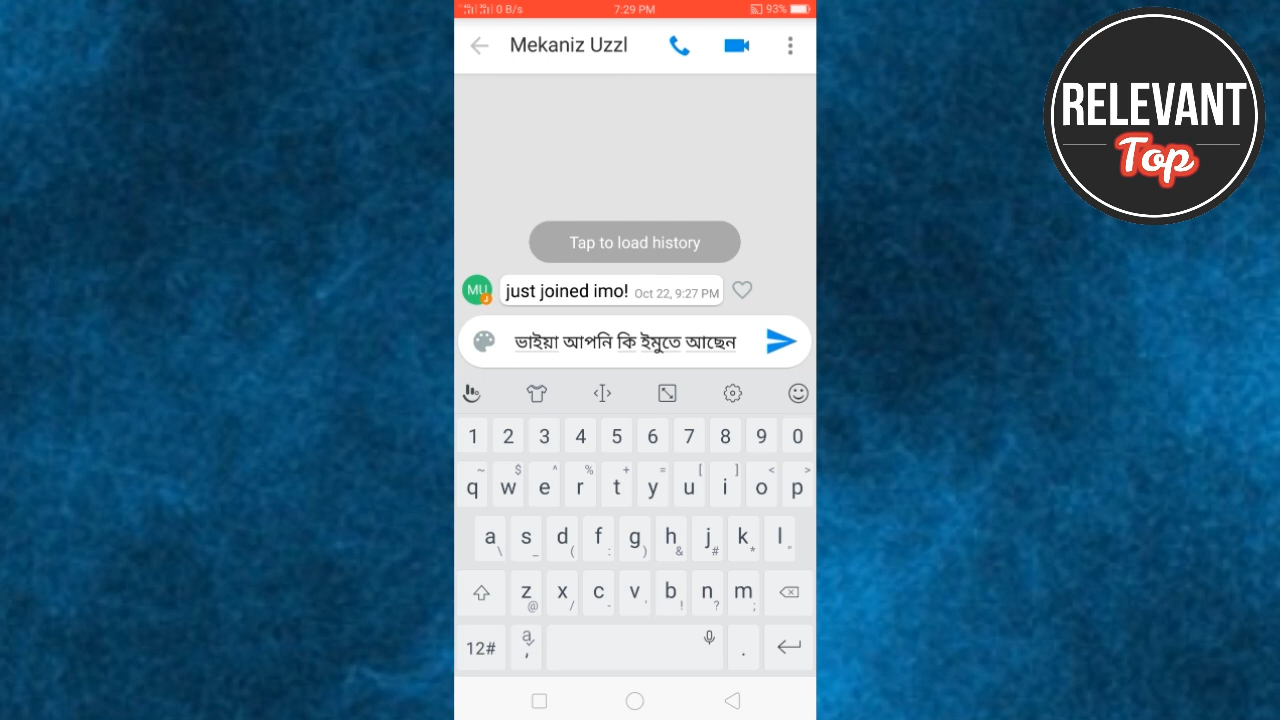 0 B/s 7:29 PM 93%
Mekaniz Uzzl
RELEVANT
Top
Tap to load history
MU just joined imo! Oct 22, 9:27 PM
ভাইয়া আপনি কি ইমুতে আছেন
1 2 3 4 5 6 7 8 9 0
~ $ ^ % + = [ ] < >
q w e r t y u i o p
a s d f g h j k l
\ _ ( : ) & # * "
z x c v b n m
@ / - ' ! ? ;
12# a , .